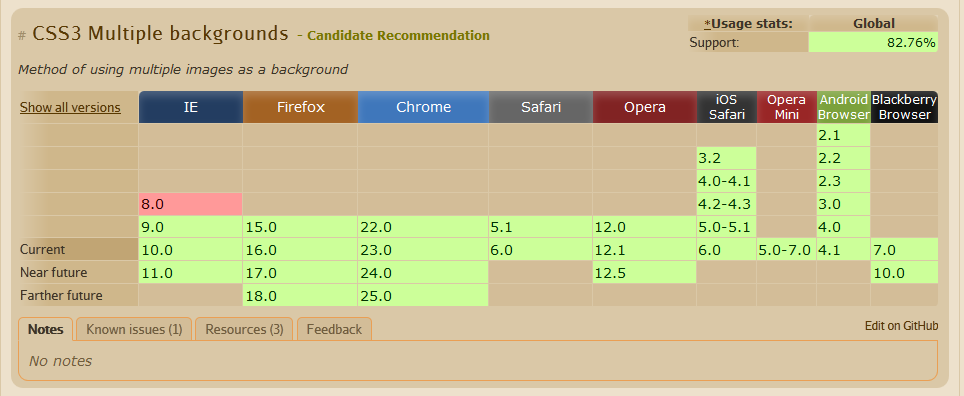 # CSS3 Multiple backgrounds - Candidate Recommendation
*Usage stats: Global
Support: 82.76%
Method of using multiple images as a background
Show all versions IE Firefox Chrome Safari Opera iOS Safari Opera Mini Android Browser Blackberry Browser
2.1
3.2 2.2
4.0-4.1 2.3
8.0 4.2-4.3 3.0
9.0 15.0 22.0 5.1 12.0 5.0-5.1 4.0
Current 10.0 16.0 23.0 6.0 12.1 6.0 5.0-7.0 4.1 7.0
Near future 11.0 17.0 24.0 12.5 10.0
Farther future 18.0 25.0
Notes Known issues (1) Resources (3) Feedback Edit on GitHub
No notes